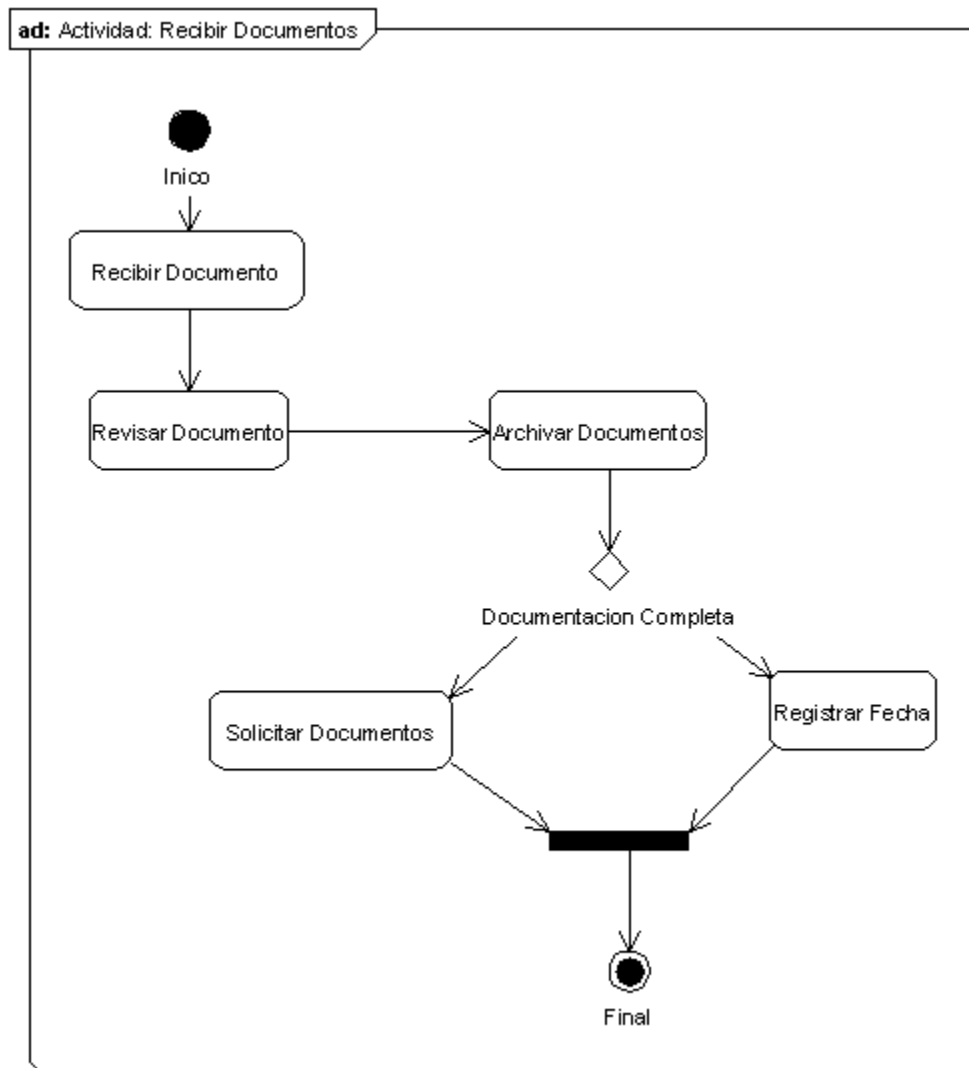 ad: Actividad: Recibir Documentos
Inico
Recibir Documento
Revisar Documento
Archivar Documentos
Documentacion Completa
Solicitar Documentos
Registrar Fecha
Final